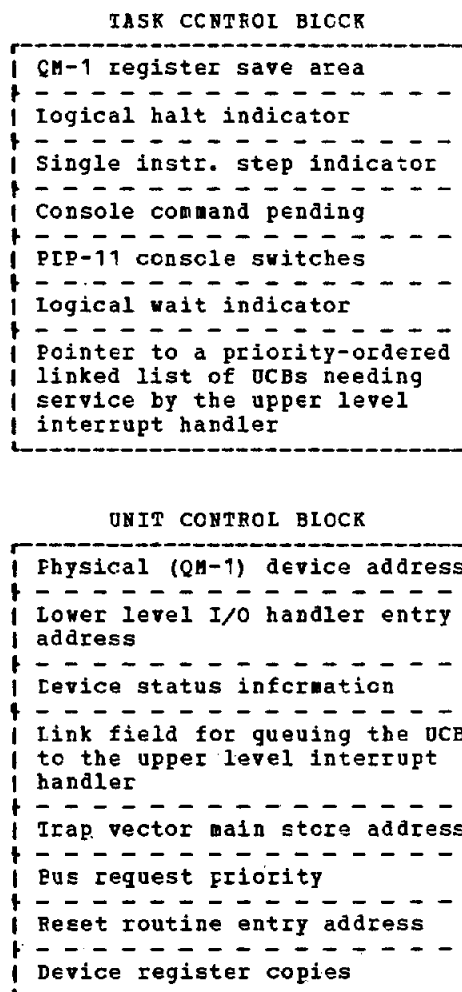 TASK CONTROL BLOCK
QM-1 register save area
Logical halt indicator
Single instr. step indicator
Console command pending
PDP-11 console switches
Logical wait indicator
Pointer to a priority-ordered
linked list of UCBs needing
service by the upper level
interrupt handler
UNIT CONTROL BLOCK
Physical (QM-1) device address
Lower level I/O handler entry
address
Device status information
Link field for queuing the UCB
to the upper level interrupt
handler
Trap vector main store address
Bus request priority
Reset routine entry address
Device register copies